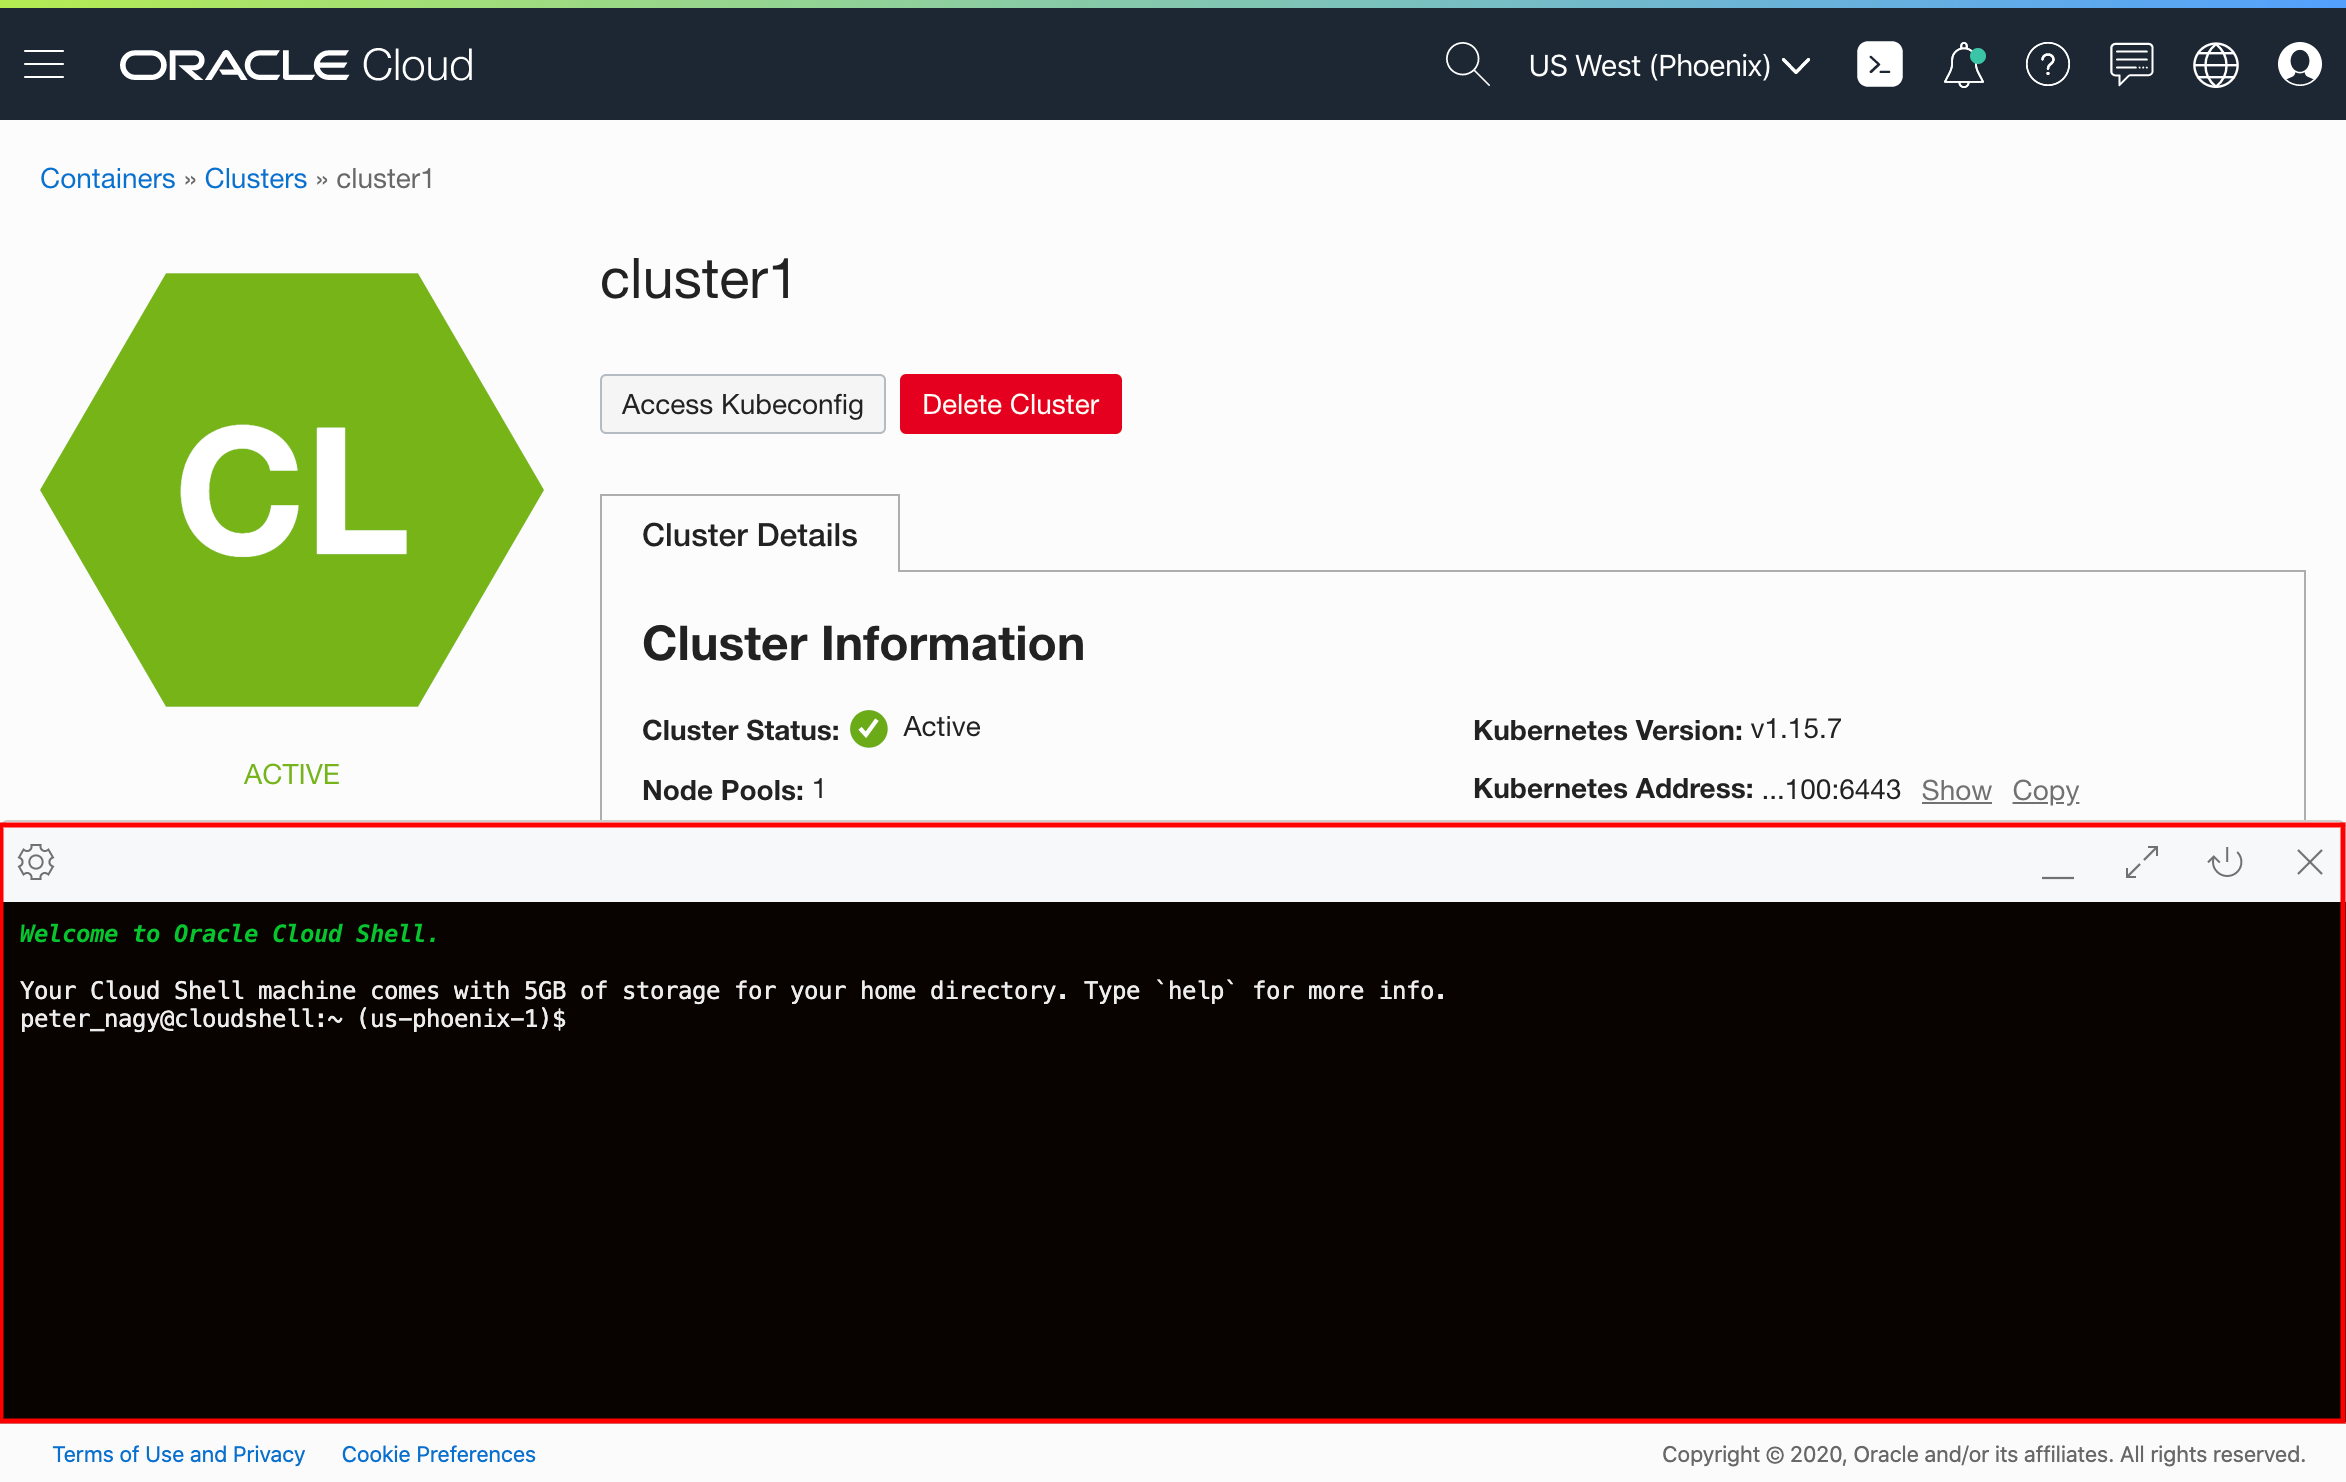 ORACLE Cloud
US West (Phoenix)
Containers » Clusters » cluster1
cluster1
Access Kubeconfig
Delete Cluster
CL
ACTIVE
Cluster Details
Cluster Information
Cluster Status: Active
Kubernetes Version: v1.15.7
Node Pools: 1
Kubernetes Address: ...100:6443 Show Copy
Welcome to Oracle Cloud Shell.
Your Cloud Shell machine comes with 5GB of storage for your home directory. Type `help` for more info.
peter_nagy@cloudshell:~ (us-phoenix-1)$
Terms of Use and Privacy
Cookie Preferences
Copyright © 2020, Oracle and/or its affiliates. All rights reserved.